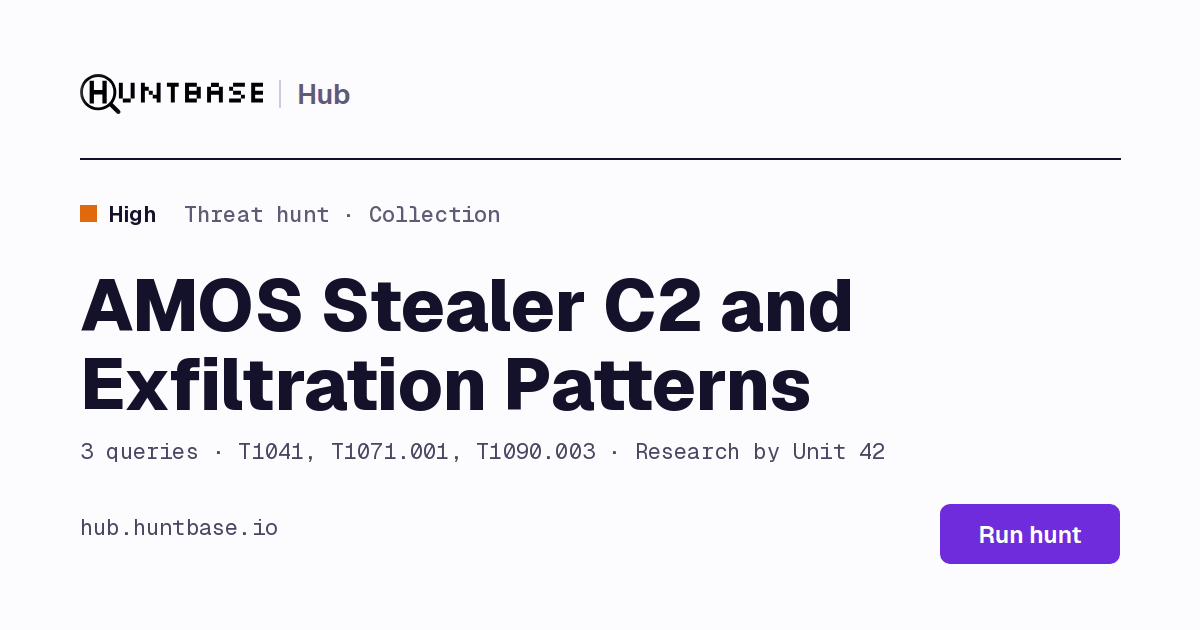 HUNTBASE | Hub
High Threat hunt · Collection
AMOS Stealer C2 and
Exfiltration Patterns
3 queries · T1041, T1071.001, T1090.003 · Research by Unit 42
hub.huntbase.io
Run hunt